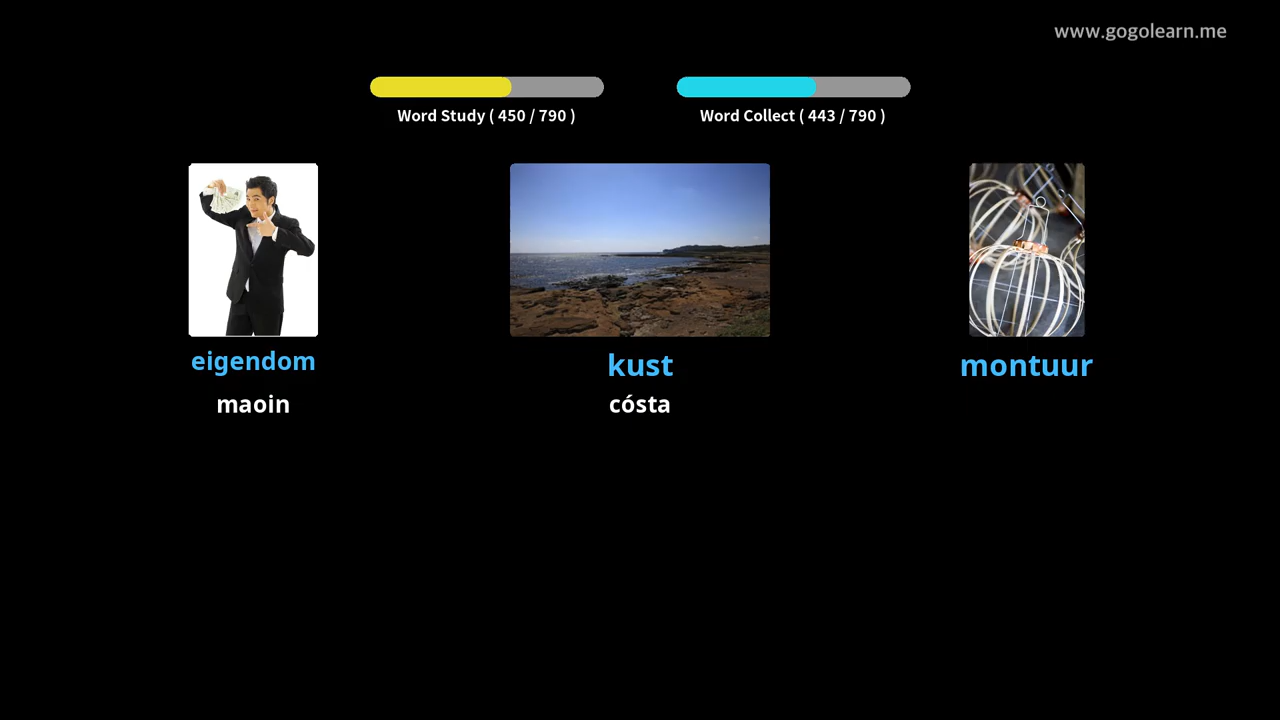 www.gogolearn.me
Word Study ( 450 / 790 )
Word Collect ( 443 / 790 )
eigendom
kust
montuur
maoin
cósta